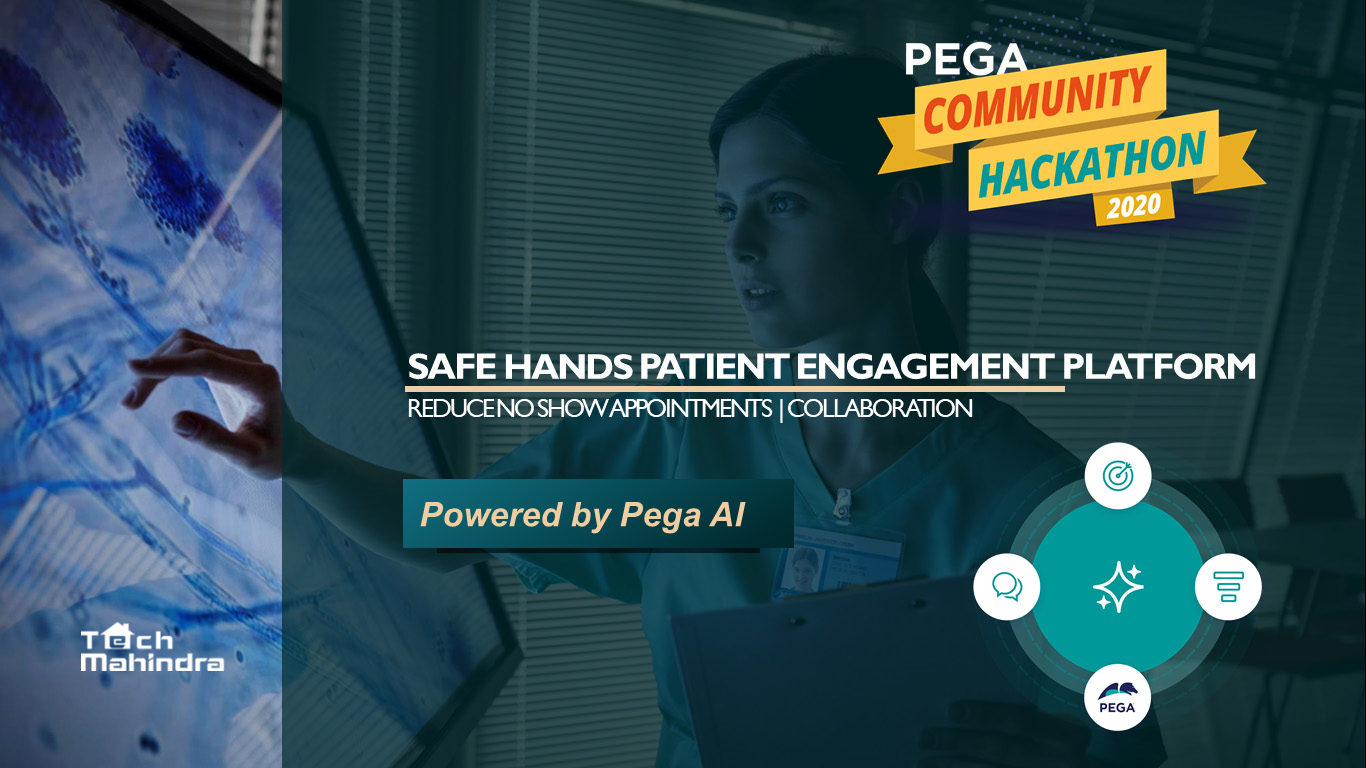 PEGA
COMMUNITY
HACKATHON
2020
SAFE HANDS PATIENT ENGAGEMENT PLATFORM
REDUCE NO SHOW APPOINTMENTS | COLLABORATION
Powered by Pega AI
Tech
Mahindra
PEGA